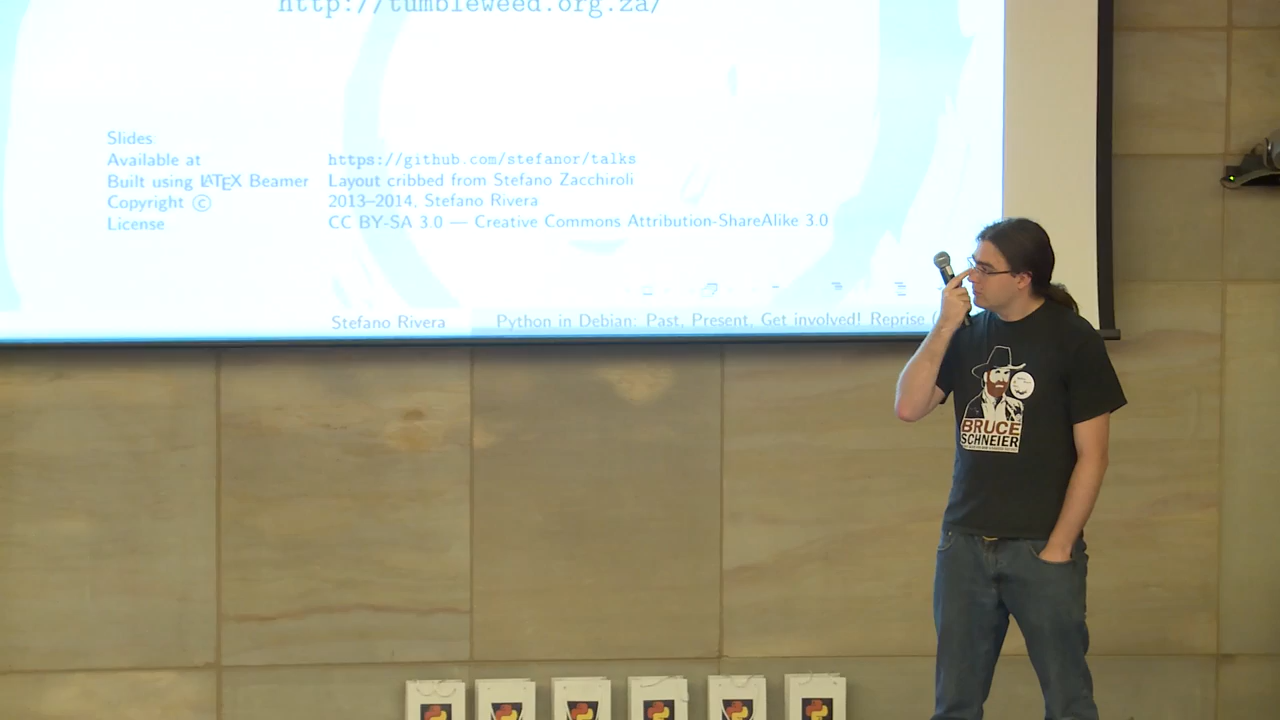 http://tumbleweed.org.za/
Slides
Available at https://github.com/stefanor/talks
Built using LATEX Beamer Layout cribbed from Stefano Zacchiroli
Copyright © 2013–2014, Stefano Rivera
License CC BY-SA 3.0 — Creative Commons Attribution-ShareAlike 3.0
Stefano Rivera Python in Debian: Past, Present, Get involved! Reprise (
BRUCE
SCHNEIER